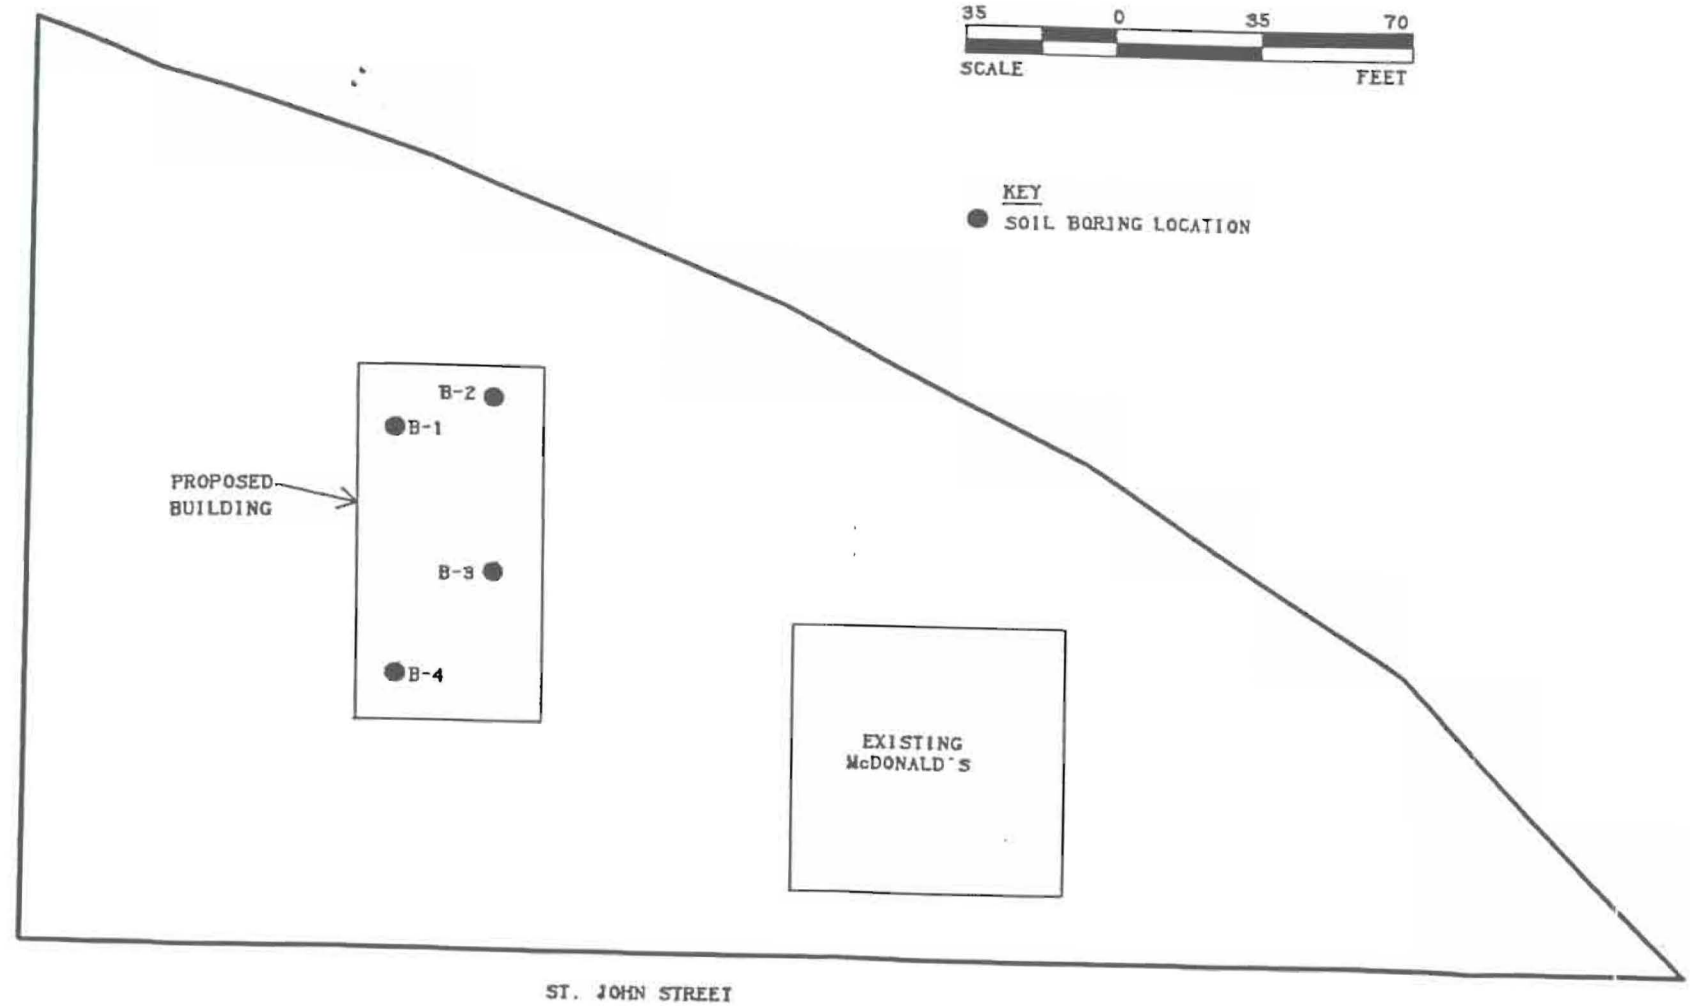 35 0 35 70
SCALE FEET
KEY
SOIL BORING LOCATION
B-2
B-1
PROPOSED
BUILDING
B-3
B-4
EXISTING
McDONALD'S
ST. JOHN STREET